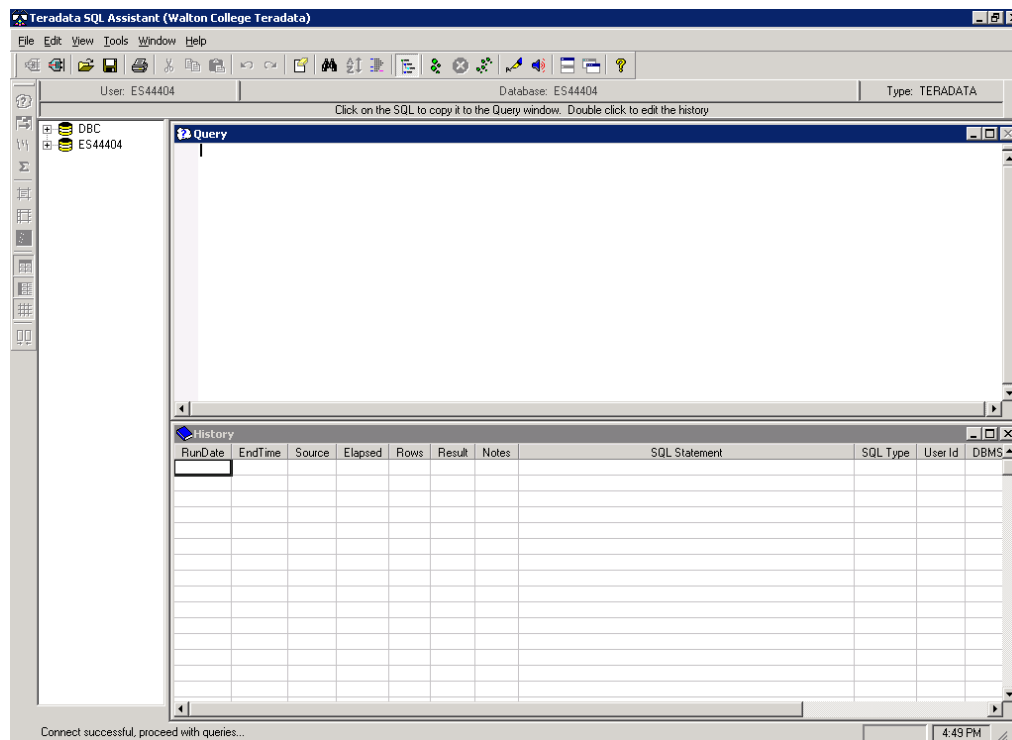 Teradata SQL Assistant (Walton College Teradata)
File Edit View Tools Window Help
User: ES44404 Database: ES44404 Type: TERADATA
Click on the SQL to copy it to the Query window. Double click to edit the history
DBC
ES44404
Query
History
RunDate EndTime Source Elapsed Rows Result Notes SQL Statement SQL Type User Id DBMS
Connect successful, proceed with queries... 4:49 PM